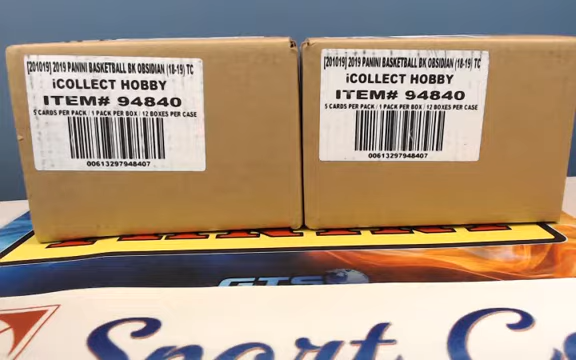 [201019] 2019 PANINI BASKETBALL BK OBSIDIAN (18-19) TC
iCOLLECT HOBBY
ITEM# 94840
5 CARDS PER PACK / 1 PACK PER BOX / 12 BOXES PER CASE
00613297948407
[201019] 2019 PANINI BASKETBALL BK OBSIDIAN (18-19) TC
iCOLLECT HOBBY
ITEM# 94840
5 CARDS PER PACK / 1 PACK PER BOX / 12 BOXES PER CASE
00613297948407
GTS
Sport C